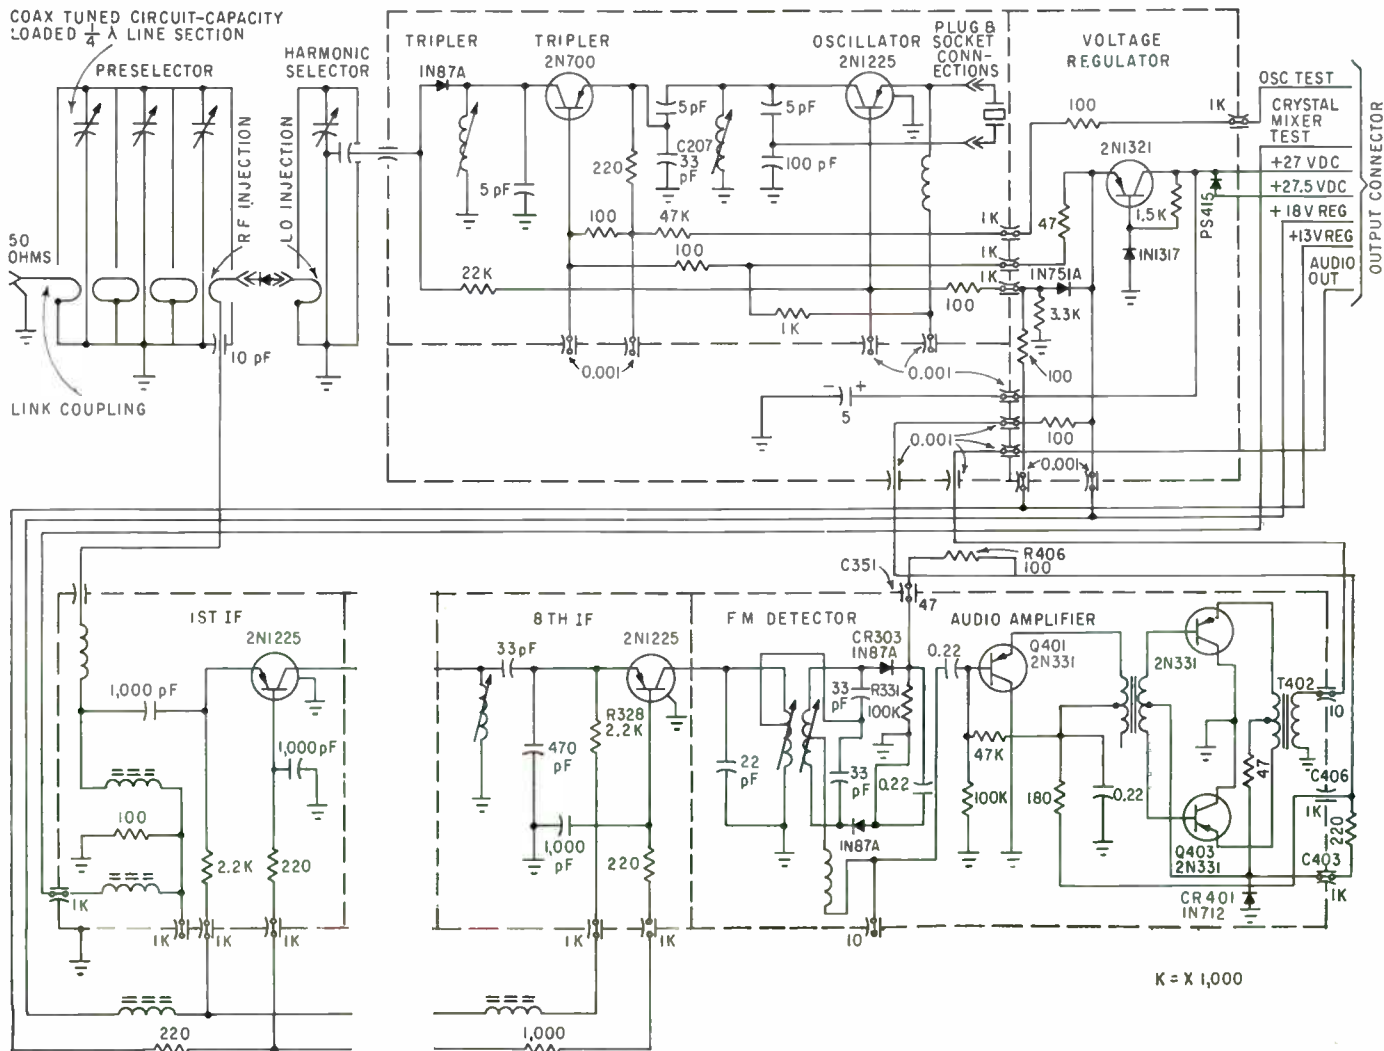 COAX TUNED CIRCUIT-CAPACITY
LOADED 1/4 λ LINE SECTION
PRESELECTOR
HARMONIC
SELECTOR
TRIPLER
1N87A
TRIPLER
2N700
OSCILLATOR
2N1225
PLUG &
SOCKET
CONN-
ECTIONS
VOLTAGE
REGULATOR
OSC TEST
CRYSTAL
MIXER
TEST
+27 VDC
+27.5 VDC
+18V REG
+13V REG
AUDIO
OUT
OUTPUT CONNECTOR
50
OHMS
RF INJECTION
LO INJECTION
10 pF
LINK COUPLING
5 pF
220
5 pF
C207
33
pF
5 pF
100 pF
100
47K
100
22K
100
1K
1K
1K
1K
0.001
0.001
100
1K
2N1321
47
1.5K
PS415
1N1317
1N751A
3.3K
100
- +
5
100
0.001
0.001
C351
R406
100
47
1ST IF
2N1225
1,000 pF
1,000 pF
100
2.2K
220
1K
1K
1K
1K
220
8TH IF
33 pF
2N1225
R328
2.2K
470
pF
1,000
pF
220
1K
1K
1,000
FM DETECTOR
CR303
1N87A
33
pF
R331
100K
22
pF
33
pF
0.22
1N87A
10
AUDIO AMPLIFIER
0.22
Q401
2N331
47K
100K
180
0.22
2N331
T402
10
47
C406
1K
220
Q403
2N331
C403
1K
CR401
1N712
K = X 1,000